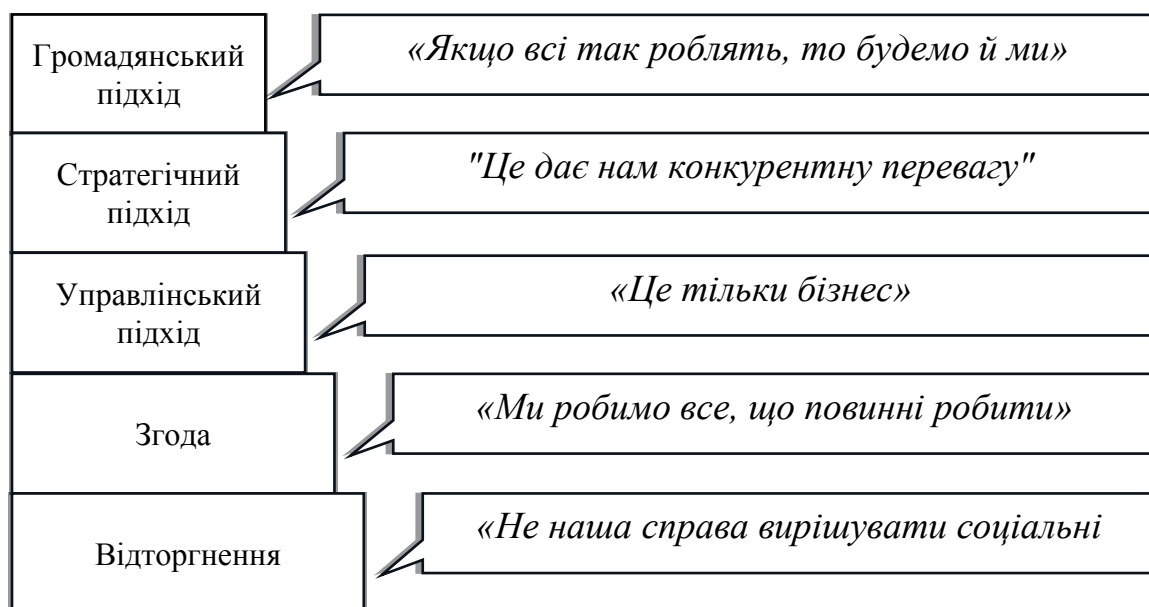 Громадянський
підхід
«Якщо всі так роблять, то будемо й ми»
Стратегічний
підхід
"Це дає нам конкурентну перевагу"
Управлінський
підхід
«Це тільки бізнес»
Згода
«Ми робимо все, що повинні робити»
Відторгнення
«Не наша справа вирішувати соціальні